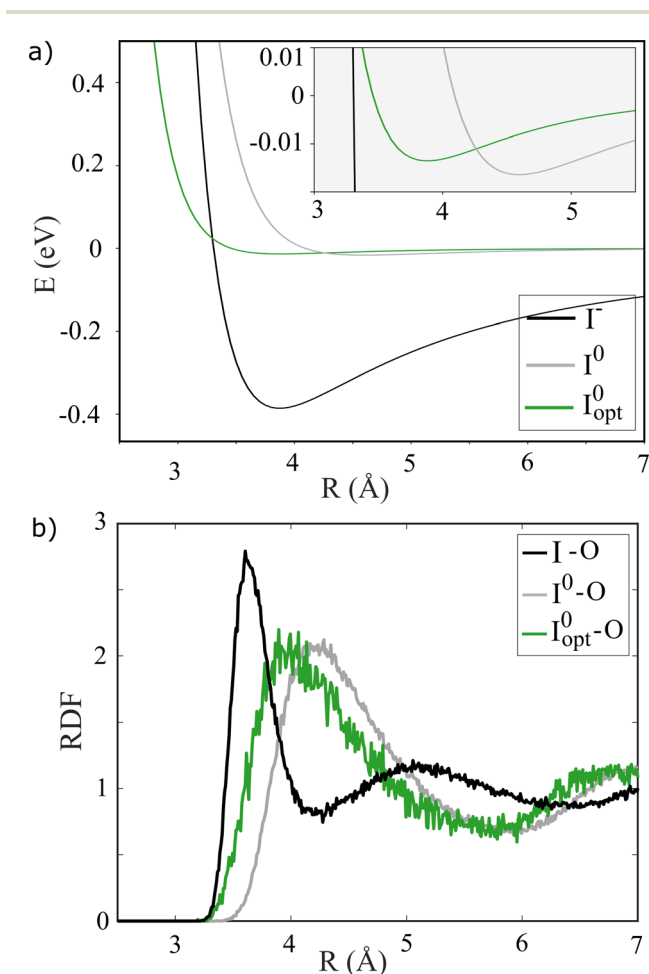 a)
0.4
0.2
0
-0.2
-0.4
E (eV)
0.01
0
-0.01
3 4 5
I⁻
I⁰
I⁰opt
3 4 5 6 7
R (Å)
b)
3
2
1
0
RDF
I -O
I⁰-O
I⁰opt-O
3 4 5 6 7
R (Å)